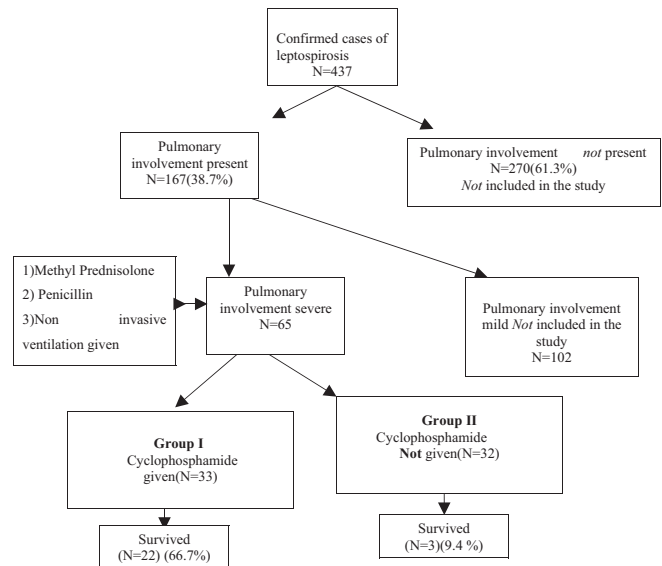 Confirmed cases of
leptospirosis
N=437
Pulmonary
involvement present
N=167(38.7%)
Pulmonary involvement not present
N=270(61.3%)
Not included in the study
1)Methyl Prednisolone
2) Penicillin
3)Non invasive
ventilation given
Pulmonary
involvement severe
N=65
Pulmonary involvement
mild Not included in the
study
N=102
Group I
Cyclophosphamide
given(N=33)
Group II
Cyclophosphamide
Not given(N=32)
Survived
(N=22) (66.7%)
Survived
(N=3)(9.4 %)